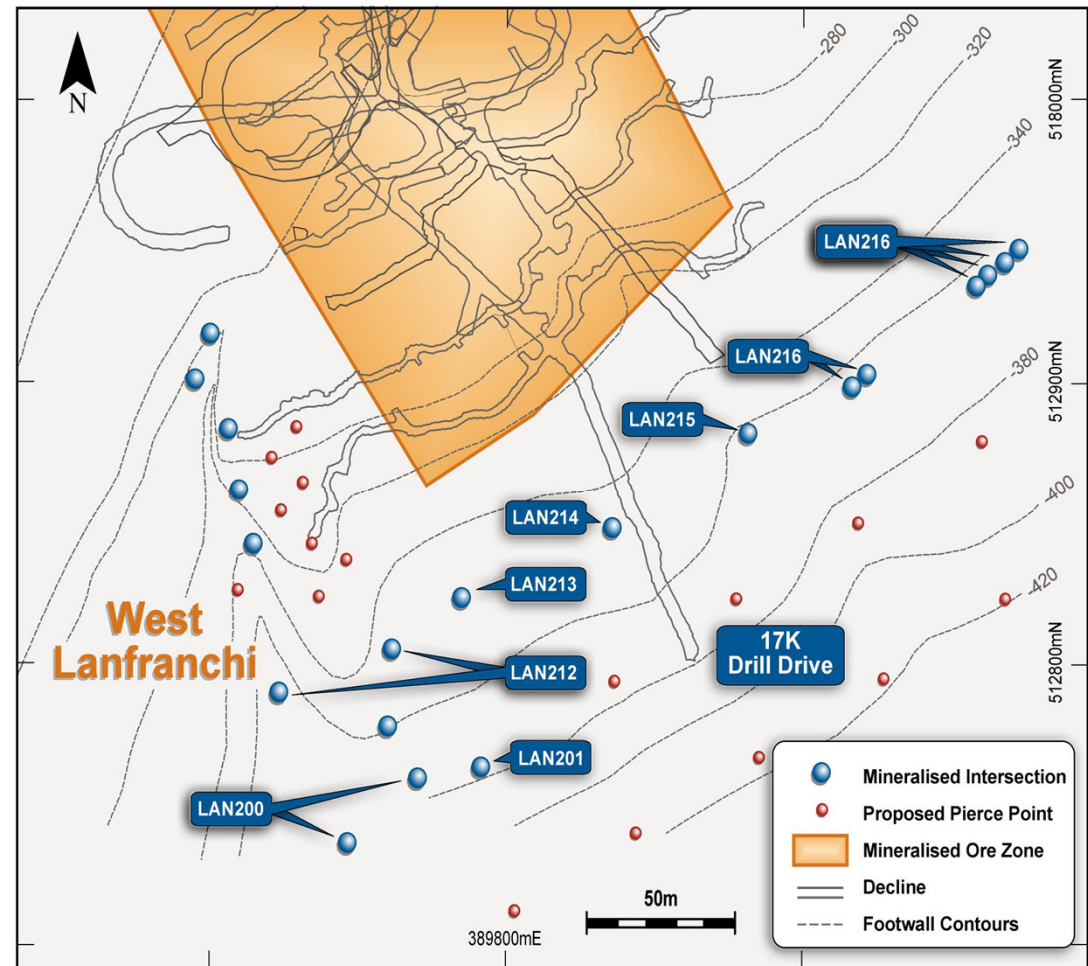 N
-280
-300
-320
-340
-380
-400
-420
518000mN
512900mN
512800mN
LAN216
LAN216
LAN215
LAN214
LAN213
LAN212
LAN201
LAN200
West
Lanfranchi
17K
Drill Drive
50m
389800mE
Mineralised Intersection
Proposed Pierce Point
Mineralised Ore Zone
Decline
Footwall Contours